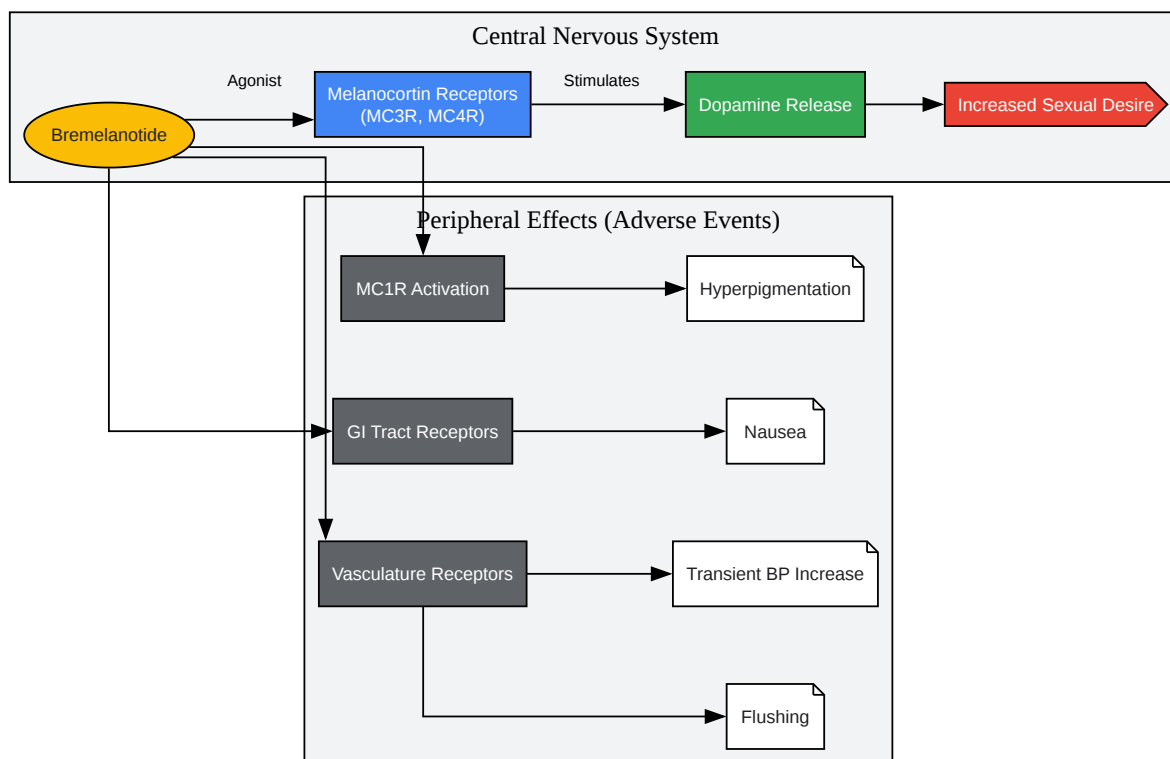 Central Nervous System
Bremelanotide
Agonist
Melanocortin Receptors
(MC3R, MC4R)
Stimulates
Dopamine Release
Increased Sexual Desire
Peripheral Effects (Adverse Events)
MC1R Activation
Hyperpigmentation
GI Tract Receptors
Nausea
Vasculature Receptors
Transient BP Increase
Flushing